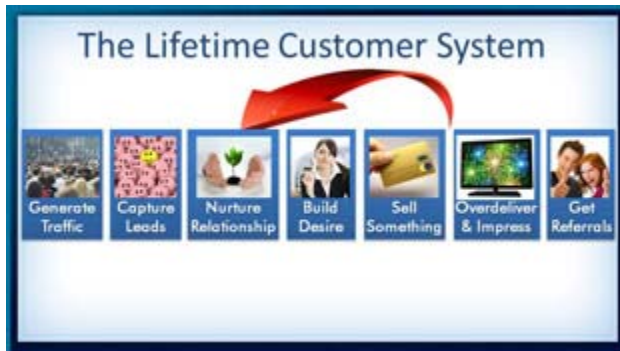 The Lifetime Customer System
Generate
Traffic
Capture
Leads
Nurture
Relationship
Build
Desire
Sell
Something
Overdeliver
& Impress
Get
Referrals